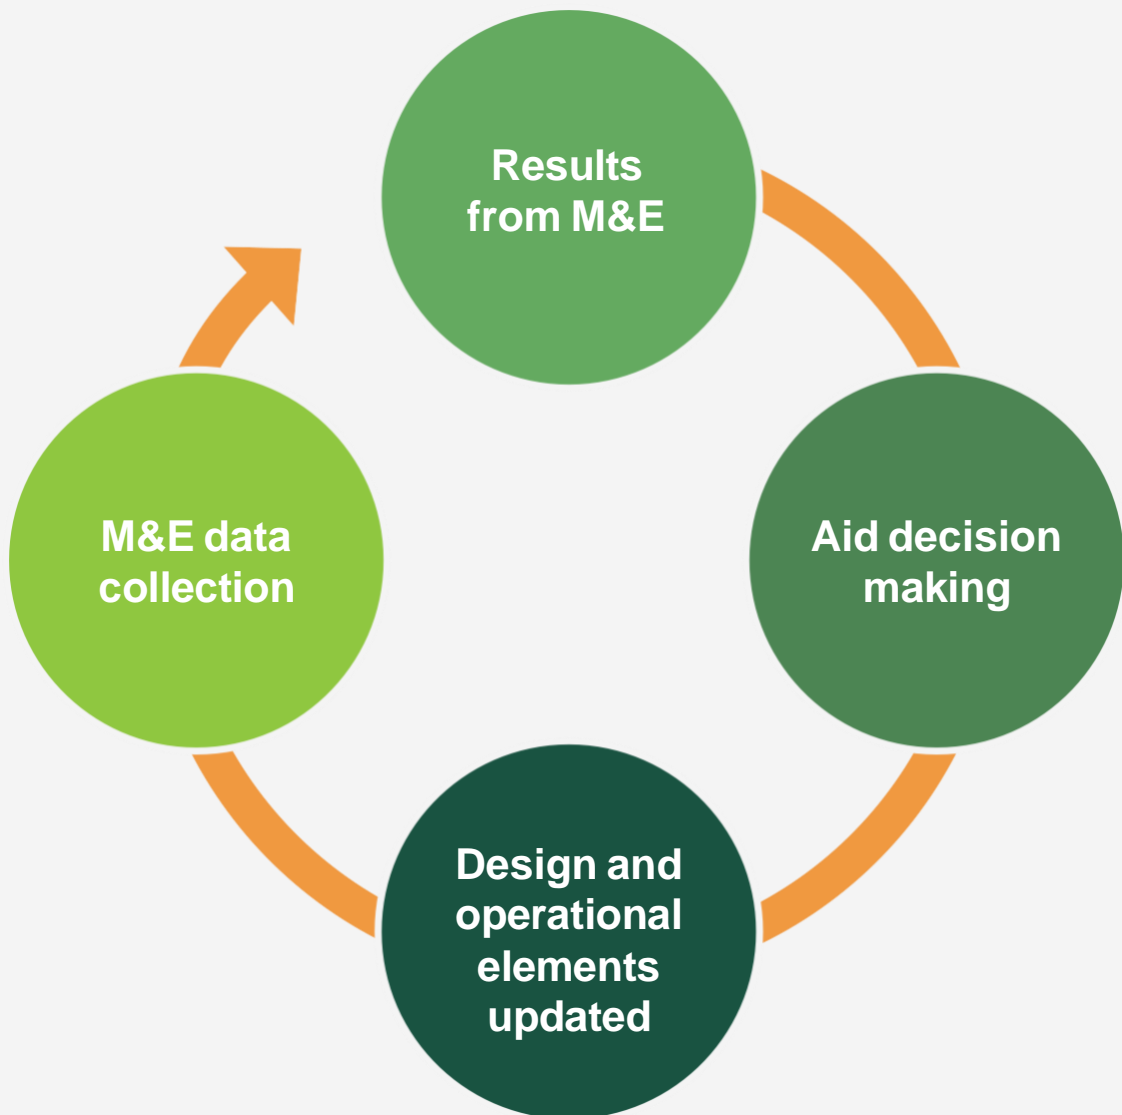 Results
from M&E
Aid decision
making
Design and
operational
elements
updated
M&E data
collection